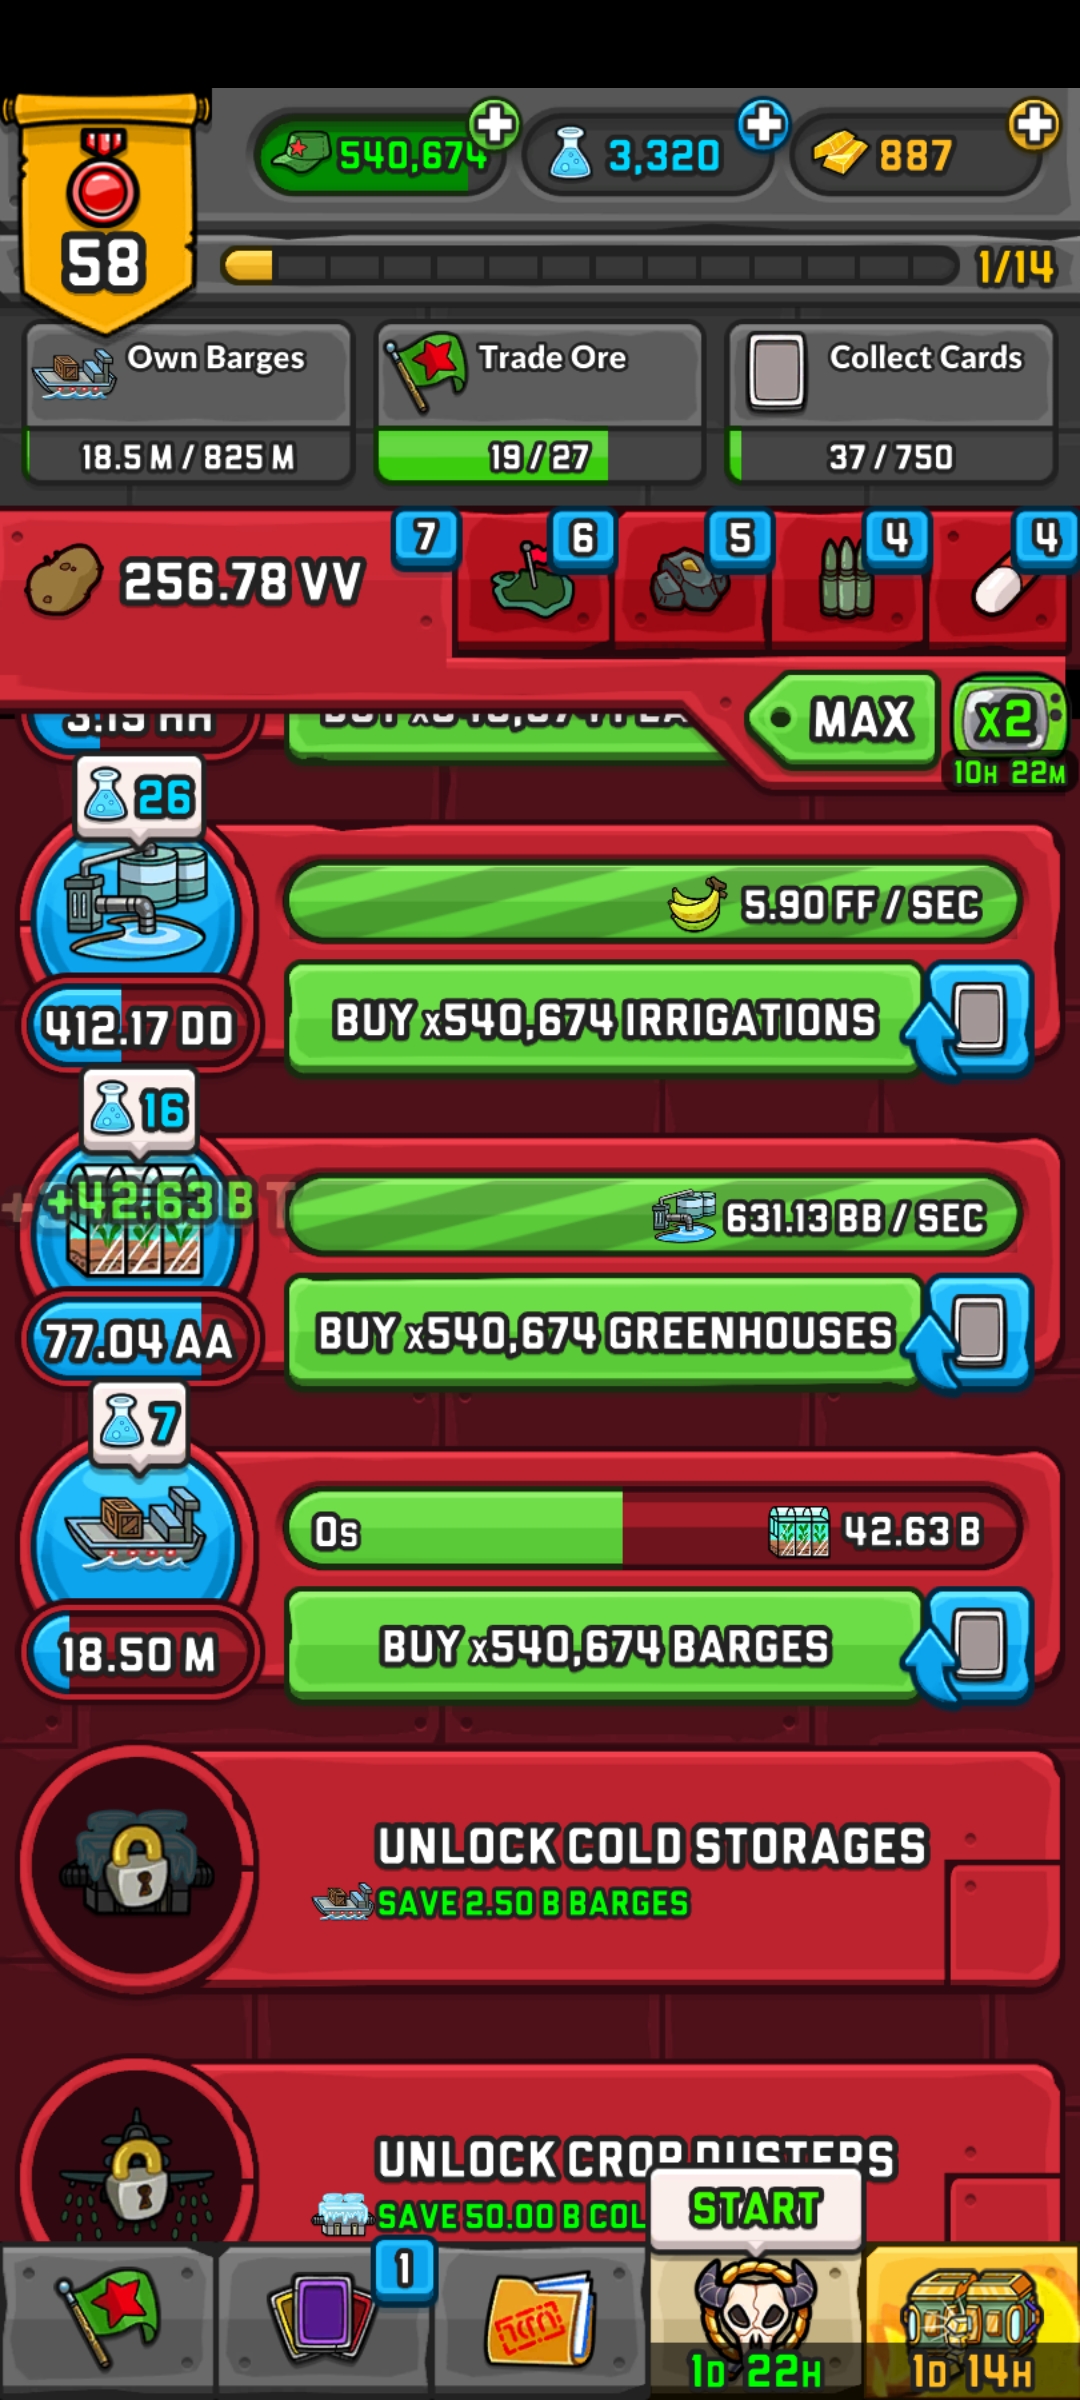 540,674
3,320
887
58
1/14
Own Barges
18.5 M / 825 M
Trade Ore
19 / 27
Collect Cards
37 / 750
256.78 VV
7
6
5
4
4
MAX
x2
10H 22M
26
5.90 FF / SEC
412.17 DD
BUY x540,674 IRRIGATIONS
16
+42.63 B
631.13 BB / SEC
77.04 AA
BUY x540,674 GREENHOUSES
7
0s
42.63 B
18.50 M
BUY x540,674 BARGES
UNLOCK COLD STORAGES
SAVE 2.50 B BARGES
UNLOCK CROP DUSTERS
SAVE 50.00 B COL
START
1
1D 22H
1D 14H